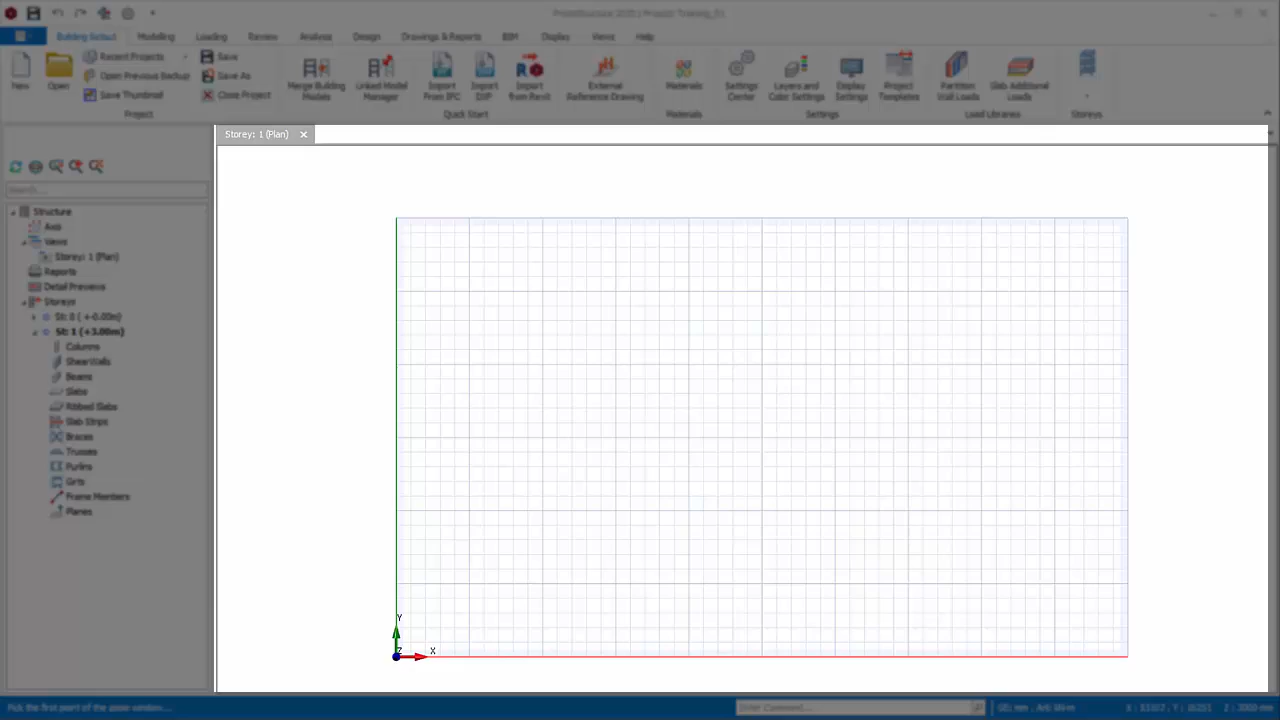 ProtaStructure 2025 | Project: Training_01
Building Setout Modeling Loading Review Analysis Design Drawings & Reports BIM Display Views Help
New
Open
Recent Projects
Open Previous Backup
Save Thumbnail
Save
Save As
Close Project
Merge Building Models
Linked Model Manager
Import From IFC
Import DXF
Import from Revit
External Reference Drawing
Materials
Settings Center
Layers and Color Settings
Display Settings
Project Templates
Partition Wall Loads
Slab Additional Loads
Project
Quick Start
Materials
Settings
Load Libraries
Storeys
Storey: 1 (Plan)
Search...
Structure
Axis
Views
Storey: 1 (Plan)
Reports
Detail Previews
Storeys
St: 0 ( +-0.00m)
St: 1 (+3.00m)
Columns
ShearWalls
Beams
Slabs
Ribbed Slabs
Slab Strips
Braces
Trusses
Purlins
Girts
Frame Members
Planes
Y
Z
X
Pick the first point of the zoom window....
Enter Command...